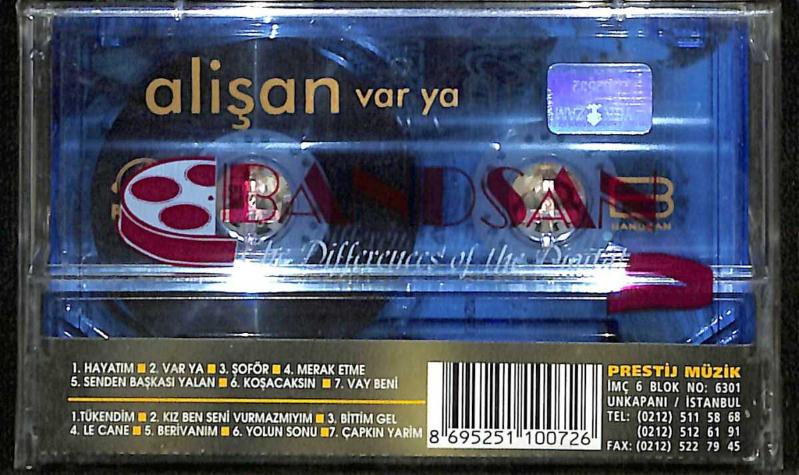 alişan var ya
BANDSAN
BANDSAN
Differences of the Digital
1. HAYATIM ■ 2. VAR YA ■ 3. ŞOFÖR ■ 4. MERAK ETME
5. SENDEN BAŞKASI YALAN ■ 6. KOŞACAKSIN ■ 7. VAY BENİ
1.TÜKENDİM ■ 2. KIZ BEN SENİ VURMAZMIYIM ■ 3. BİTTİM GEL
4. LE CANE ■ 5. BERİVANIM ■ 6. YOLUN SONU ■7. ÇAPKIN YARİM
8 695251 100726
PRESTİJ MÜZİK
İMÇ 6 BLOK NO: 6301
UNKAPANI / İSTANBUL
TEL: (0212) 511 58 68
(0212) 512 61 91
FAX: (0212) 522 79 45